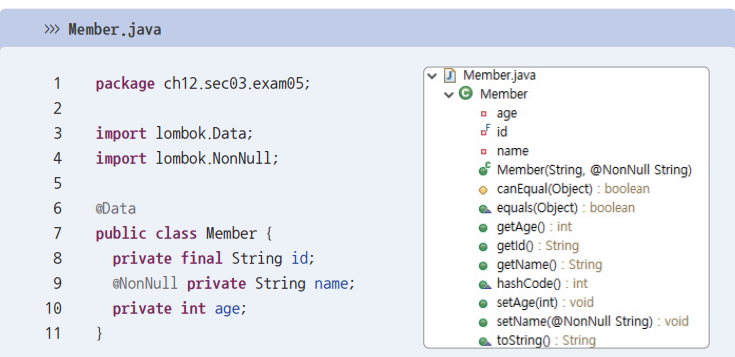 >>> Member.java
1 package ch12.sec03.exam05;
2
3 import lombok.Data;
4 import lombok.NonNull;
5
6 @Data
7 public class Member {
8 private final String id;
9 @NonNull private String name;
10 private int age;
11 }
Member.java
Member
age
id
name
Member(String, @NonNull String)
canEqual(Object) : boolean
equals(Object) : boolean
getAge() : int
getId() : String
getName() : String
hashCode() : int
setAge(int) : void
setName(@NonNull String) : void
toString() : String